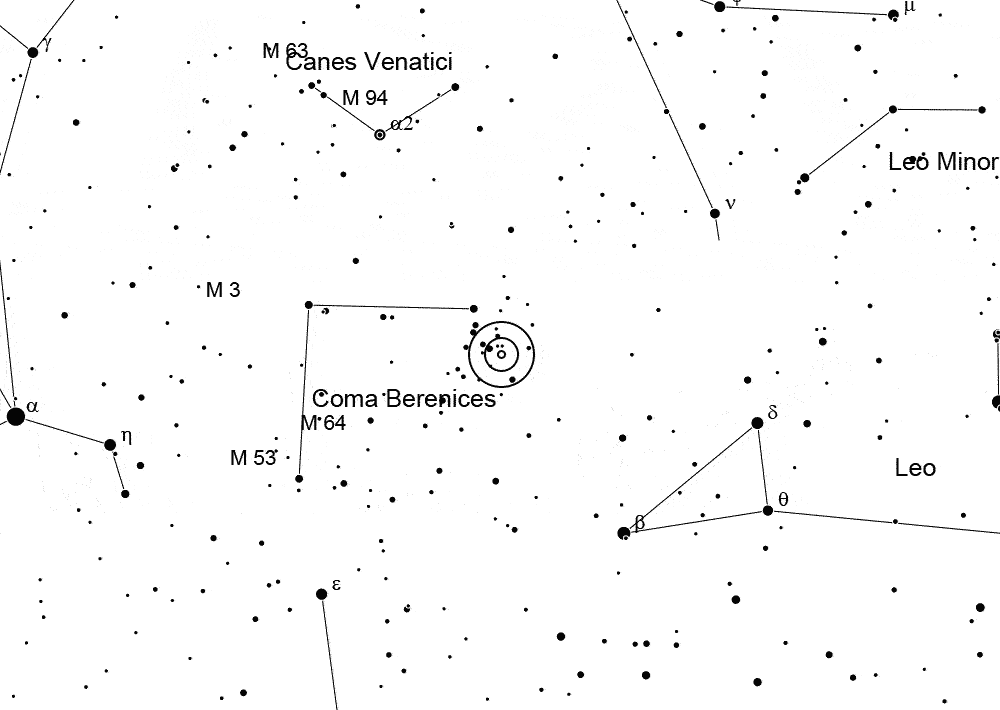 μ
γ
M 63
Canes Venatici
M 94
α2
Leo Minor
ν
M 3
Coma Berenices
α
M 64
δ
η
M 53
Leo
θ
β
ε